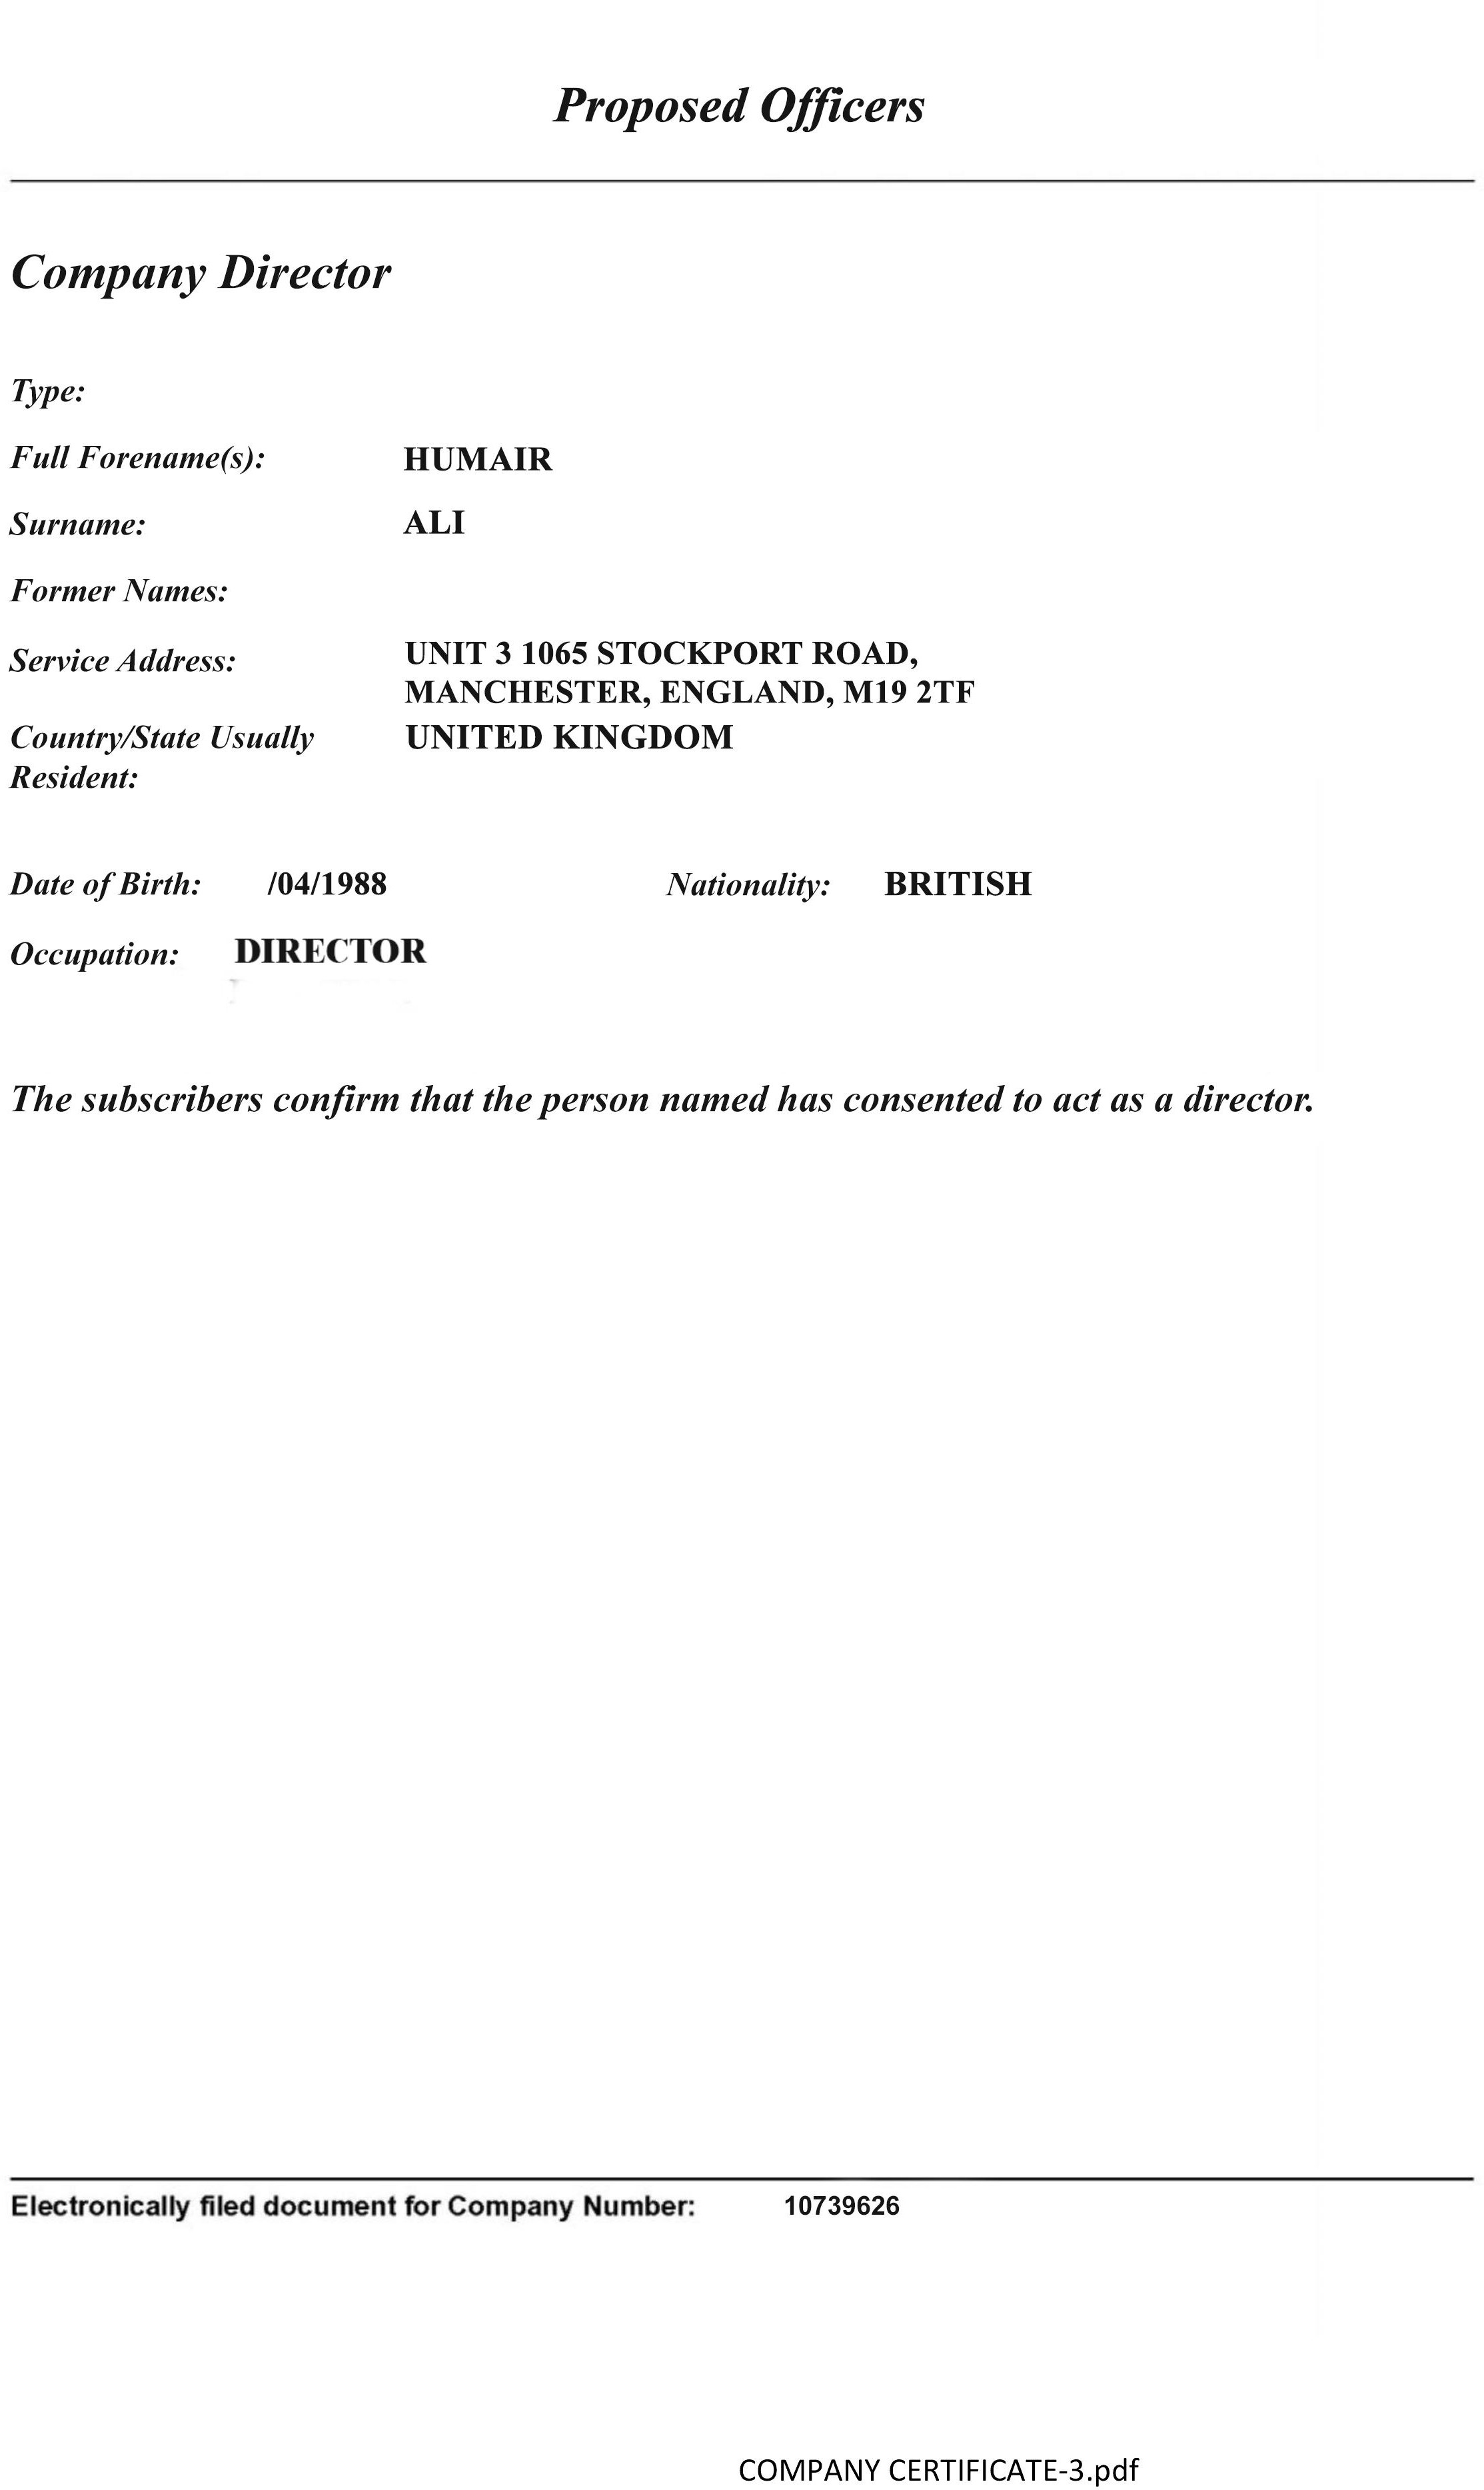 Proposed Officers
Company Director
Type:
Full Forename(s): HUMAIR
Surname: ALI
Former Names:
Service Address: UNIT 3 1065 STOCKPORT ROAD,
MANCHESTER, ENGLAND, M19 2TF
Country/State Usually UNITED KINGDOM
Resident:
Date of Birth: /04/1988 Nationality: BRITISH
Occupation: DIRECTOR
The subscribers confirm that the person named has consented to act as a director.
Electronically filed document for Company Number: 10739626
COMPANY CERTIFICATE-3.pdf